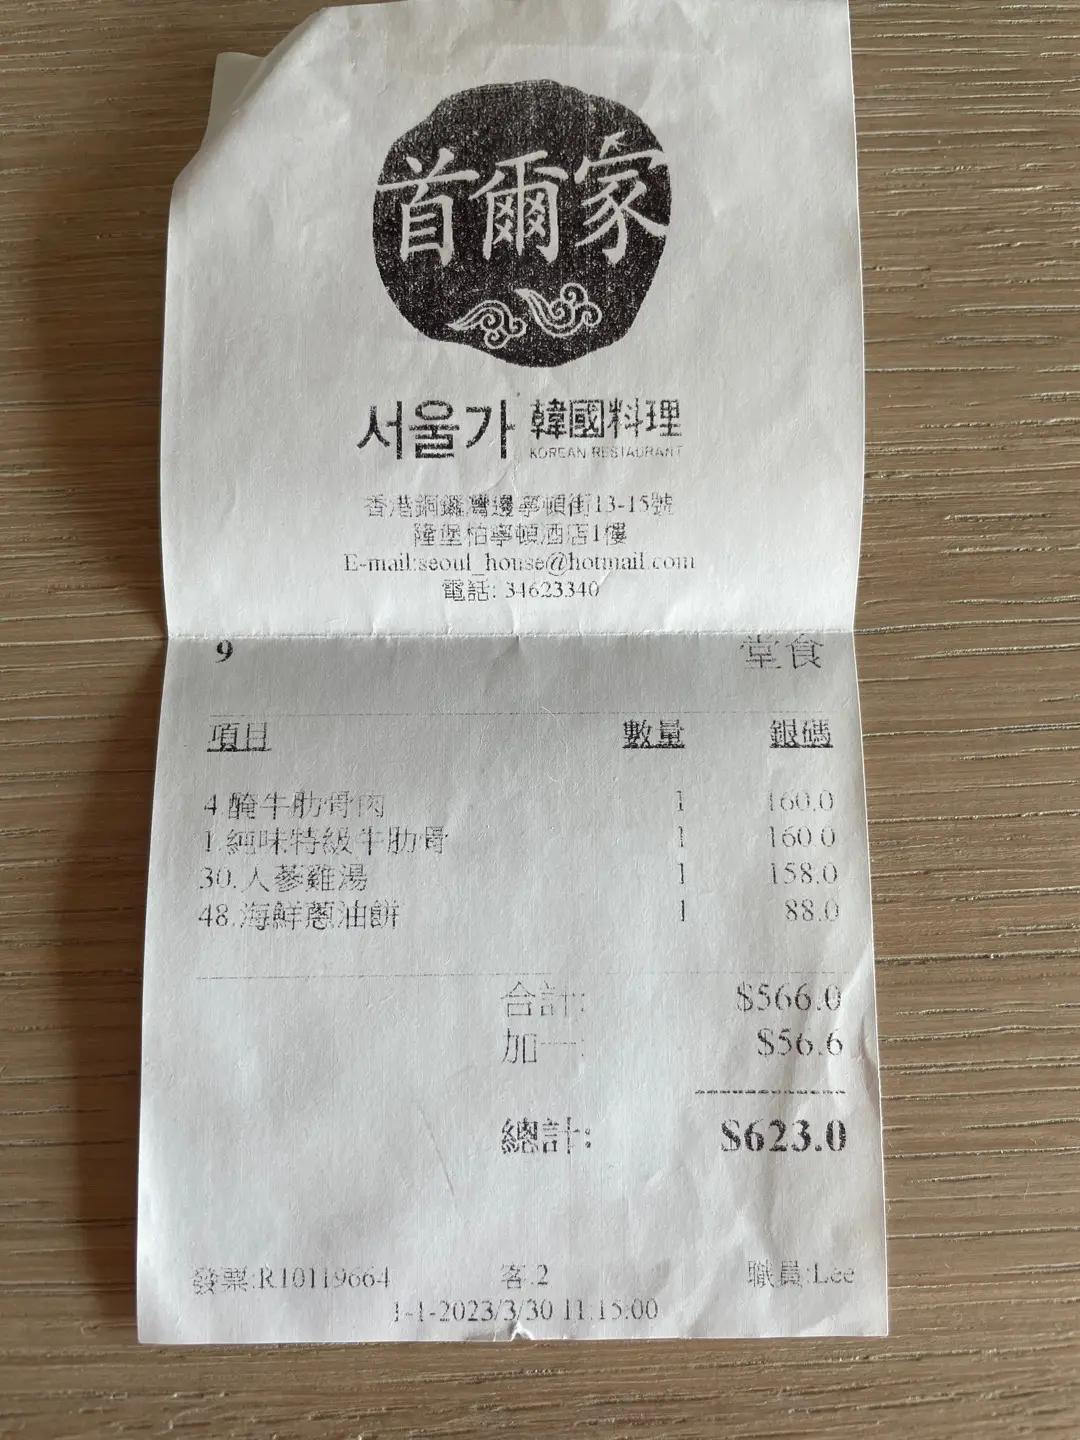 首爾家
서울가 韓國料理
KOREAN RESTAURANT
香港銅鑼灣邊寧頓街13-15號
隆堡柏寧頓酒店1樓
E-mail:seoul_house@hotmail.com
電話: 34623340
9 堂食
項目 數量 銀碼
4.醃牛肋骨肉 1 160.0
1.純味特級牛肋骨 1 160.0
30.人蔘雞湯 1 158.0
48.海鮮蔥油餅 1 88.0
合計: $566.0
加一: $56.6
總計: $623.0
發票:R10119664 客:2 職員:Lee
1-1-2023/3/30 11:15:00